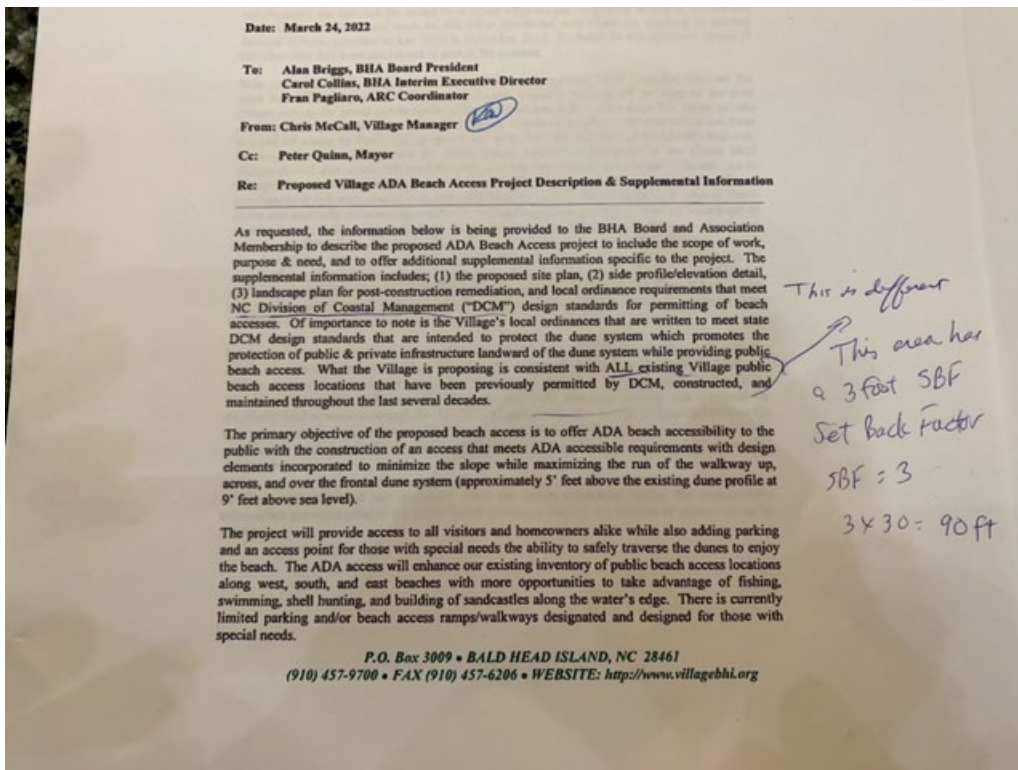 Date: March 24, 2022
To: Alan Briggs, BHA Board President
Carol Collins, BHA Interim Executive Director
Fran Pagliaro, ARC Coordinator
From: Chris McCall, Village Manager
Cc: Peter Quinn, Mayor
Re: Proposed Village ADA Beach Access Project Description & Supplemental Information
As requested, the information below is being provided to the BHA Board and Association
Membership to describe the proposed ADA Beach Access project to include the scope of work,
purpose & need, and to offer additional supplemental information specific to the project. The
supplemental information includes; (1) the proposed site plan, (2) side profile/elevation detail,
(3) landscape plan for post-construction remediation, and local ordinance requirements that meet
NC Division of Coastal Management ("DCM") design standards for permitting of beach
accesses. Of importance to note is the Village's local ordinances that are written to meet state
DCM design standards that are intended to protect the dune system which promotes the
protection of public & private infrastructure landward of the dune system while providing public
beach access. What the Village is proposing is consistent with ALL existing Village public
beach access locations that have been previously permitted by DCM, constructed, and
maintained throughout the last several decades.
The primary objective of the proposed beach access is to offer ADA beach accessibility to the
public with the construction of an access that meets ADA accessible requirements with design
elements incorporated to minimize the slope while maximizing the run of the walkway up,
across, and over the frontal dune system (approximately 5' feet above the existing dune profile at
9' feet above sea level).
The project will provide access to all visitors and homeowners alike while also adding parking
and an access point for those with special needs the ability to safely traverse the dunes to enjoy
the beach. The ADA access will enhance our existing inventory of public beach access locations
along west, south, and east beaches with more opportunities to take advantage of fishing,
swimming, shell hunting, and building of sandcastles along the water's edge. There is currently
limited parking and/or beach access ramps/walkways designated and designed for those with
special needs.
P.O. Box 3009 • BALD HEAD ISLAND, NC 28461
(910) 457-9700 • FAX (910) 457-6206 • WEBSITE: http://www.villagebhi.org
This is different
This area has
a 3 foot SBF
Set Back Factor
SBF = 3
3 x 30 = 90 ft